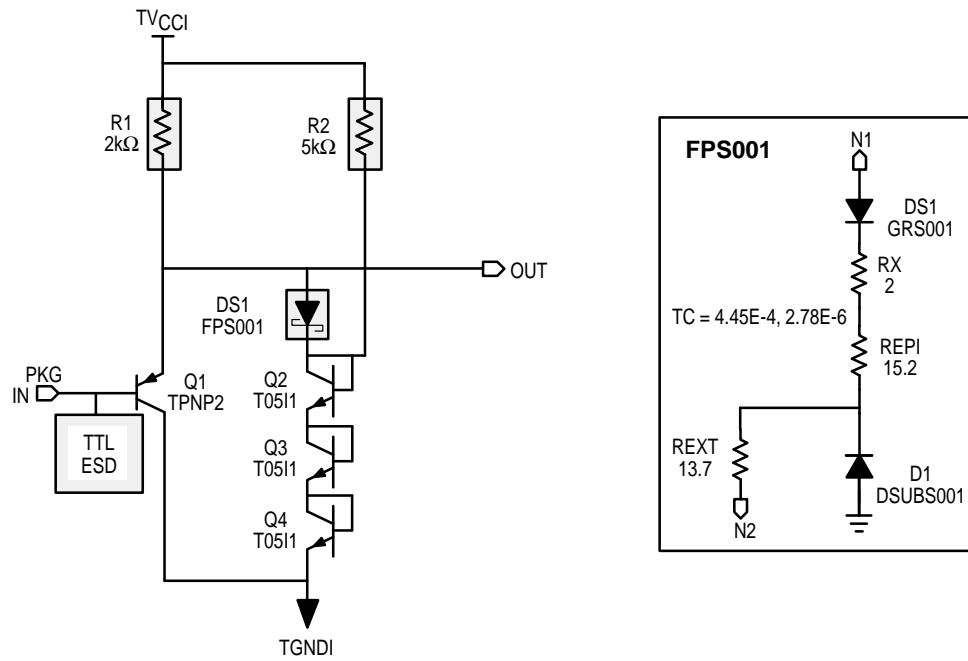 TVCCI
R1
2kΩ
R2
5kΩ
OUT
DS1
FPS001
PKG
IN
Q1
TPNP2
TTL
ESD
Q2
T05I1
Q3
T05I1
Q4
T05I1
TGNDI
FPS001
N1
DS1
GRS001
RX
2
TC = 4.45E-4, 2.78E-6
REPI
15.2
REXT
13.7
D1
DSUBS001
N2